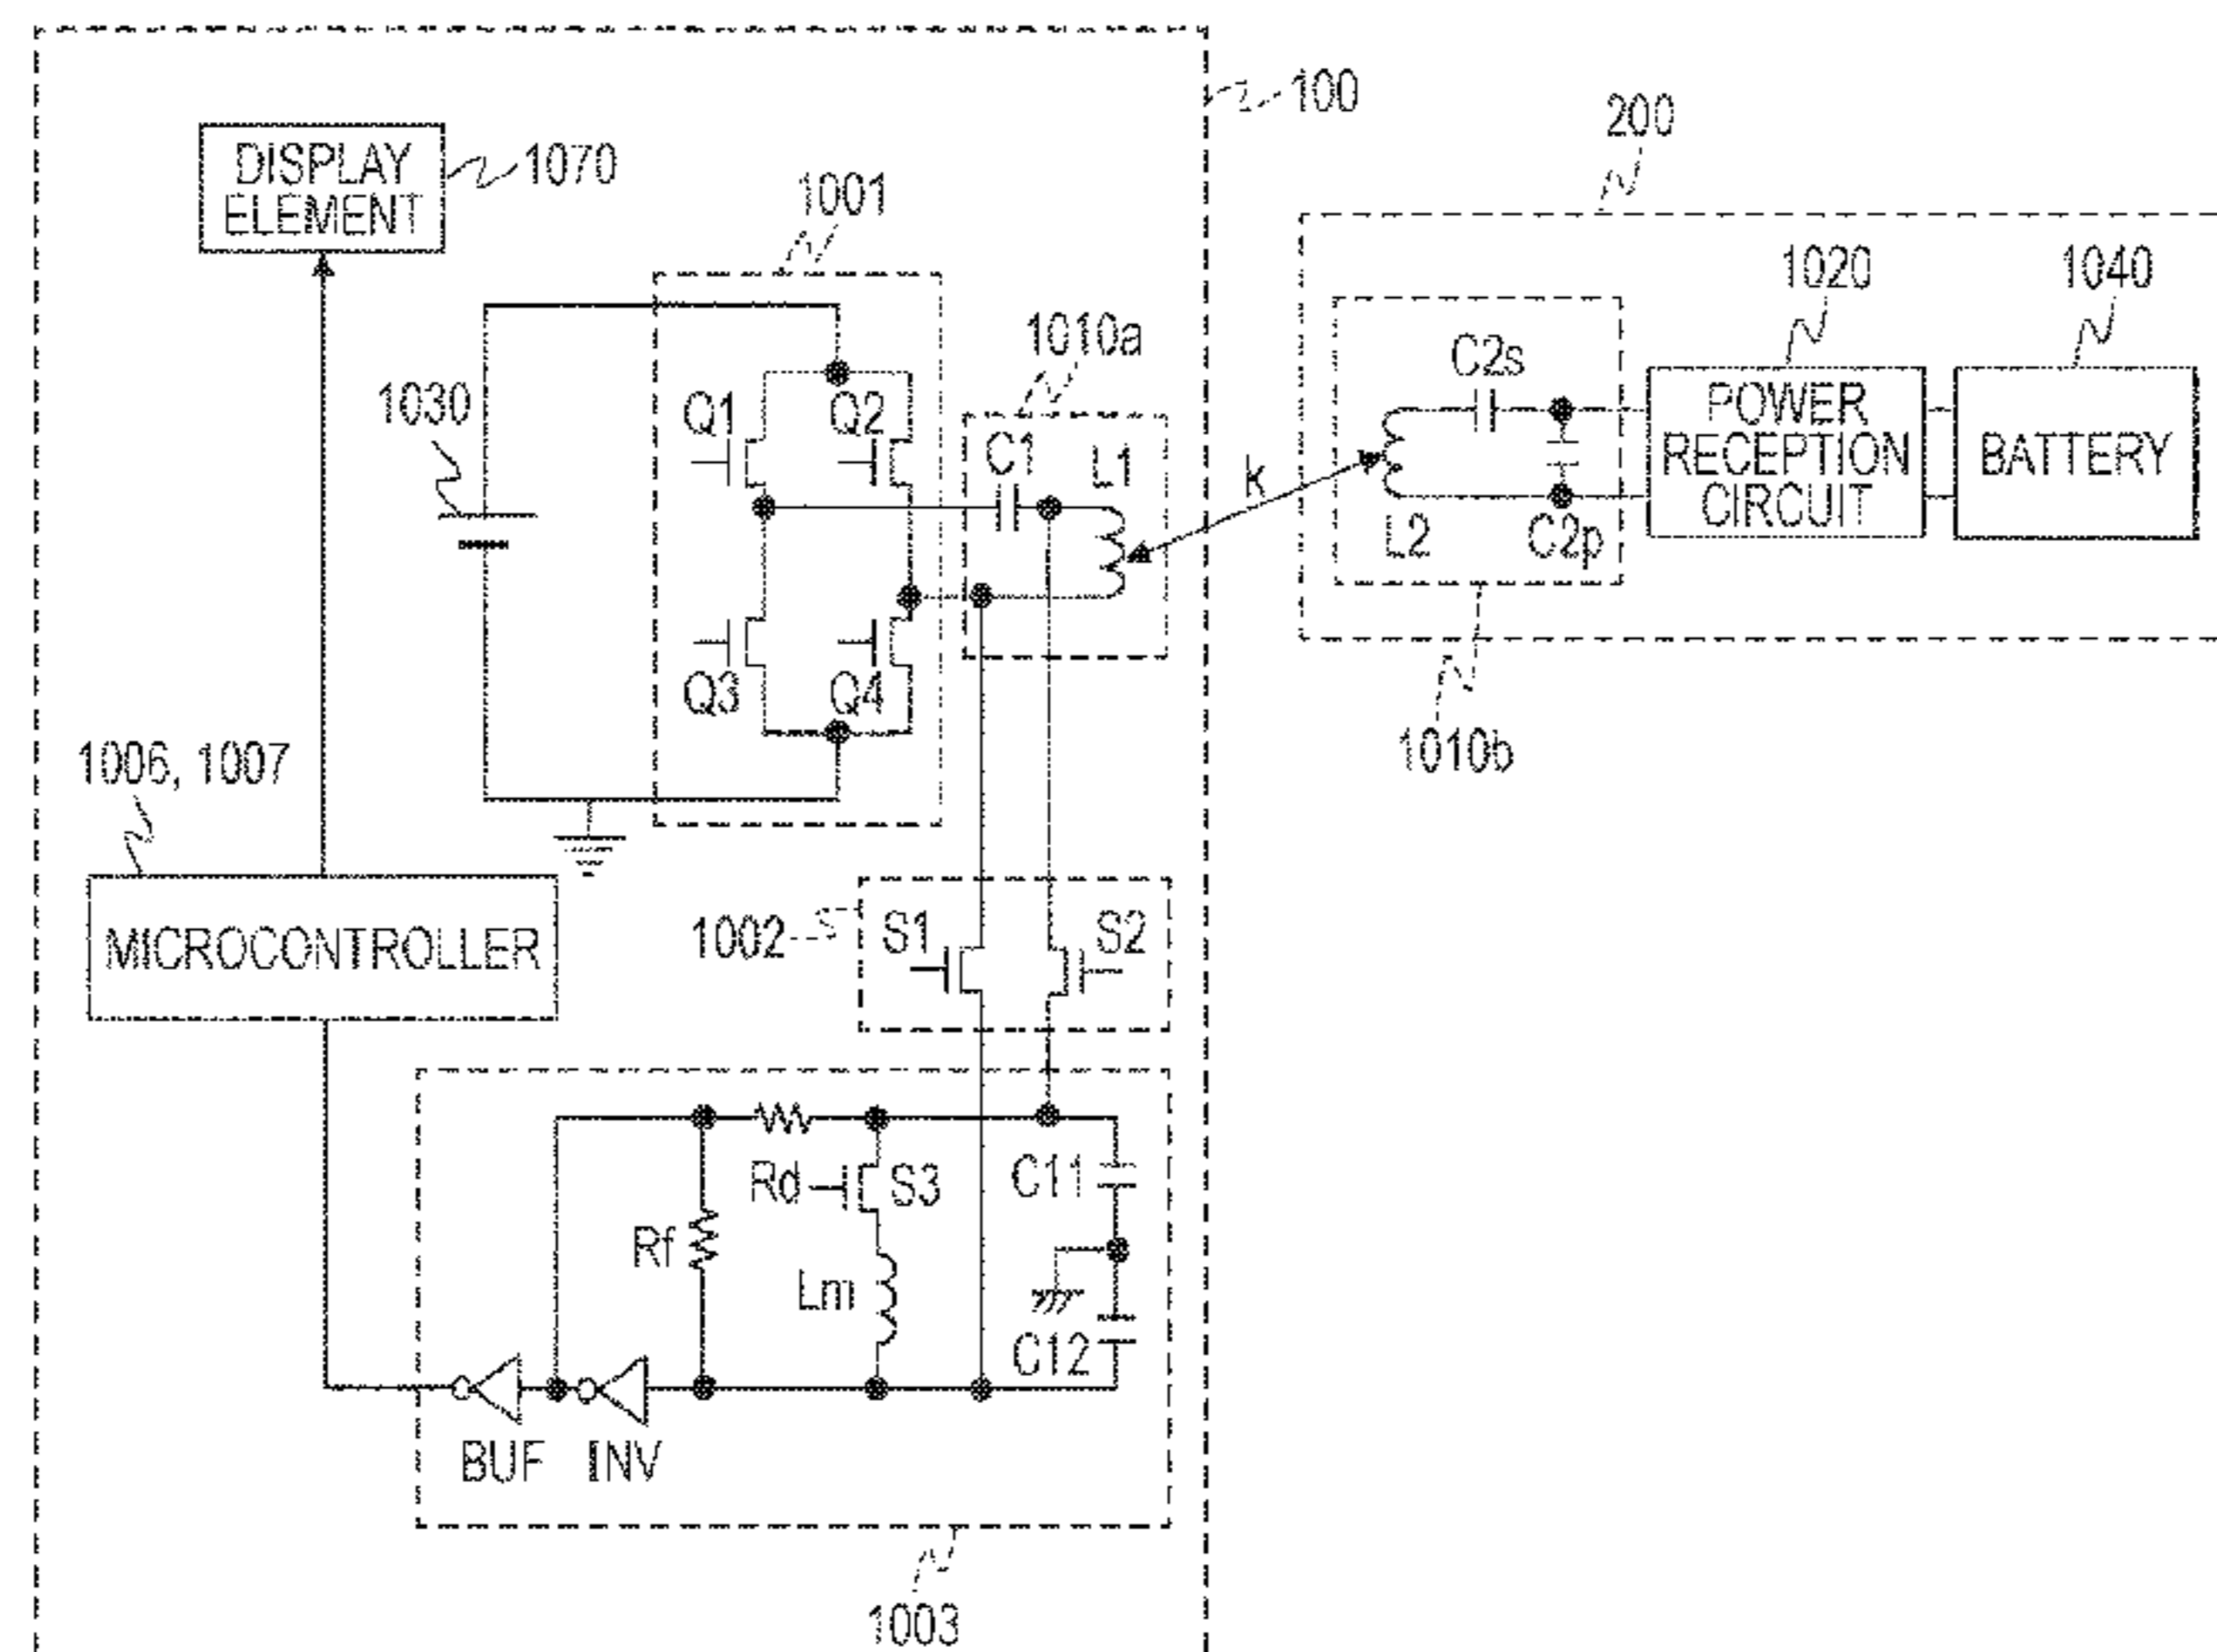 100
200
DISPLAY
ELEMENT
1070
1001
1020
1040
1010a
C2s
1030
Q1
Q2
C1
L1
k
POWER
RECEPTION
CIRCUIT
BATTERY
L2
C2p
Q3
Q4
1006, 1007
1010b
MICROCONTROLLER
1002
S1
S2
Rd
S3
C11
Rf
Lm
C12
BUF
INV
1003